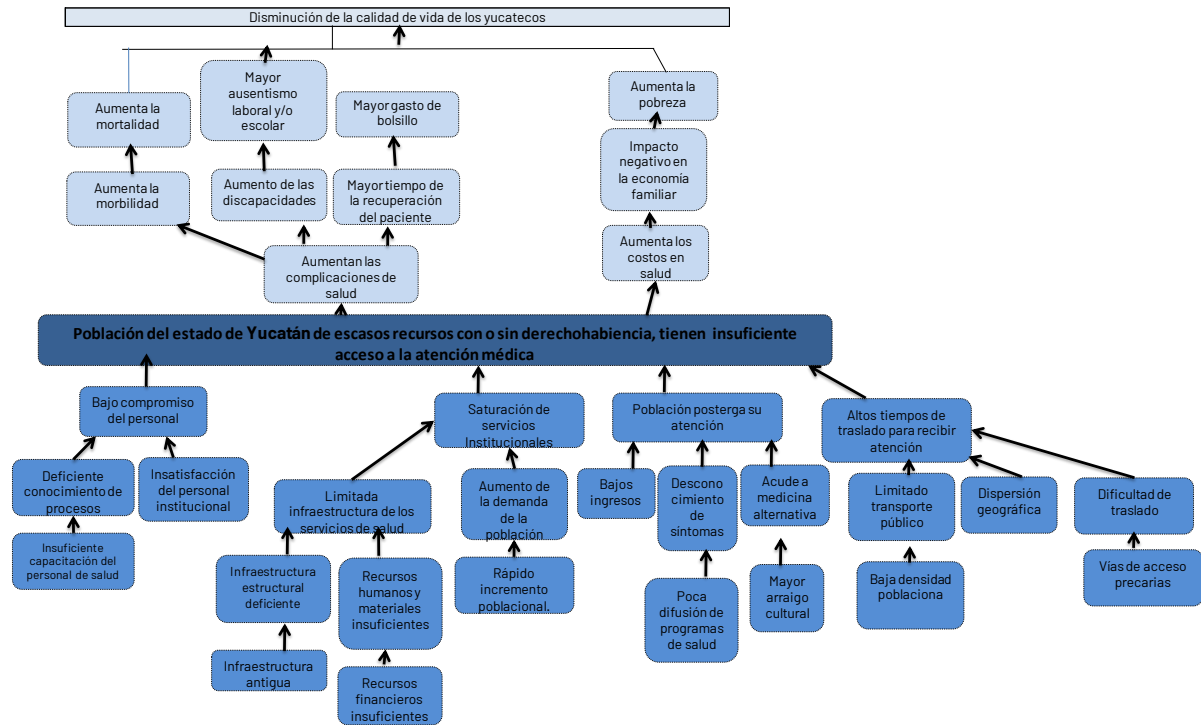 Disminución de la calidad de vida de los yucatecos
Aumenta la
mortalidad
Mayor
ausentismo
laboral y/o
escolar
Mayor gasto de
bolsillo
Aumenta la
pobreza
Impacto
negativo en
la economía
familiar
Aumenta la
morbilidad
Aumento de las
discapacidades
Mayor tiempo de
la recuperación
del paciente
Aumentan las
complicaciones de
salud
Aumenta los
costos en
salud
Población del estado de Yucatán de escasos recursos con o sin derechohabiencia, tienen insuficiente
acceso a la atención médica
Bajo compromiso
del personal
Saturación de
servicios
Institucionales
Población posterga su
atención
Altos tiempos de
traslado para recibir
atención
Deficiente
conocimiento de
procesos
Insatisfacción
del personal
institucional
Limitada
infraestructura de los
servicios de salud
Aumento de
la demanda
de la
población
Bajos
ingresos
Descono
cimiento de
síntomas
Acude a
medicina
alternativa
Limitado
transporte
público
Dispersión
geográfica
Dificultad de
traslado
Insuficiente
capacitación del
personal de salud
Infraestructura
estructural
deficiente
Recursos
humanos y
materiales
insuficientes
Rápido
incremento
poblacional.
Poca
difusión de
programas
de salud
Mayor
arraigo
cultural
Baja densidad
poblaciona
Vías de acceso
precarias
Infraestructura
antigua
Recursos
financieros
insuficientes